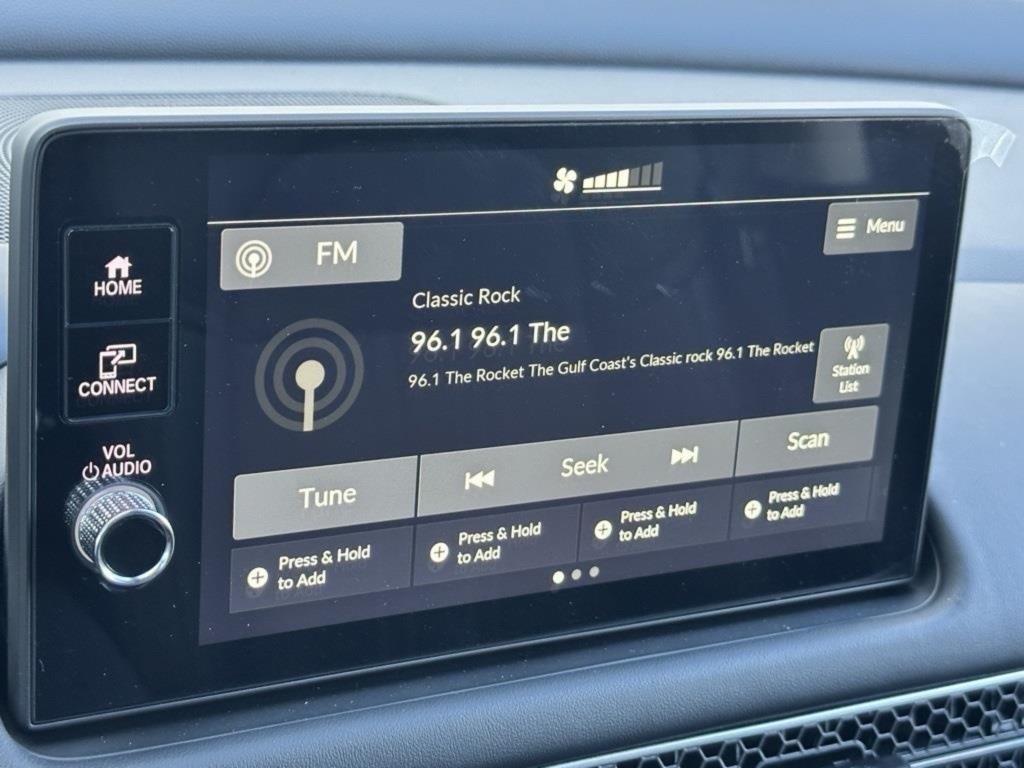 FM
Menu
HOME
Classic Rock
96.1 96.1 The
96.1 The Rocket The Gulf Coast's Classic rock 96.1 The Rocket
Station
List
CONNECT
VOL
AUDIO
Tune
Seek
Scan
Press & Hold
to Add
Press & Hold
to Add
Press & Hold
to Add
Press & Hold
to Add